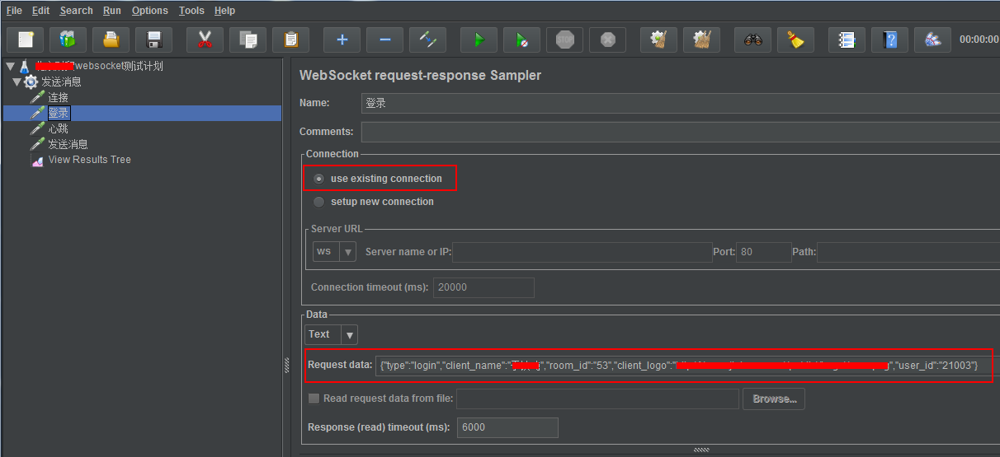 File Edit Search Run Options Tools Help
00:00:00
websocket测试计划
发送消息
连接
登录
心跳
发送消息
View Results Tree
WebSocket request-response Sampler
Name: 登录
Comments:
Connection
use existing connection
setup new connection
Server URL
ws Server name or IP: Port: 80 Path:
Connection timeout (ms): 20000
Data
Text
Request data: {"type":"login","client_name":" ","room_id":"53","client_logo":" ","user_id":"21003"}
Read request data from file: Browse...
Response (read) timeout (ms): 6000